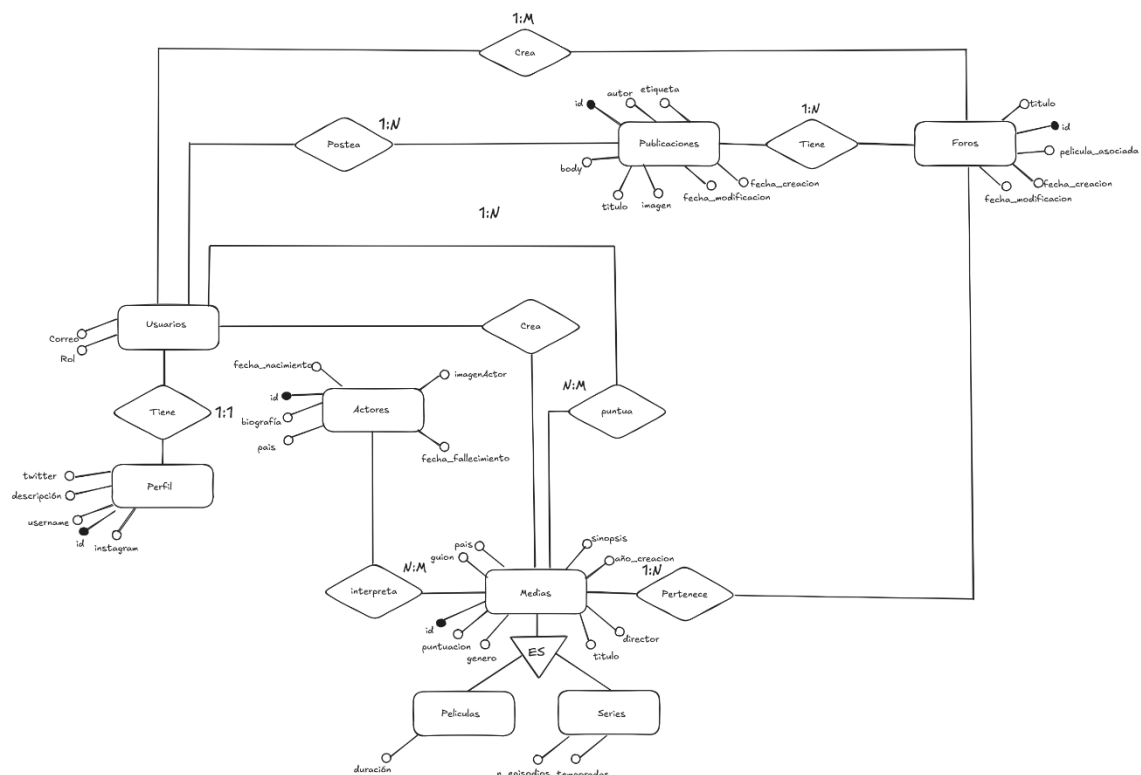 1:M
Crea
autor
etiqueta
id
1:N
1:N
titulo
Postea
Publicaciones
Tiene
Foros
id
body
pelicula_asociada
fecha_creacion
fecha_creacion
titulo
imagen
fecha_modificacion
fecha_modificacion
1:N
Usuarios
Crea
Correo
Rol
fecha_nacimiento
imagenActor
id
N:M
Tiene
1:1
Actores
puntua
biografía
pais
fecha_fallecimiento
twitter
Perfil
descripción
username
id
instagram
sinopsis
pais
guion
año_creacion
N:M
1:N
interpreta
Medias
Pertenece
id
puntuacion
genero
director
titulo
ES
Peliculas
Series
duración
n_episodios
temporadas